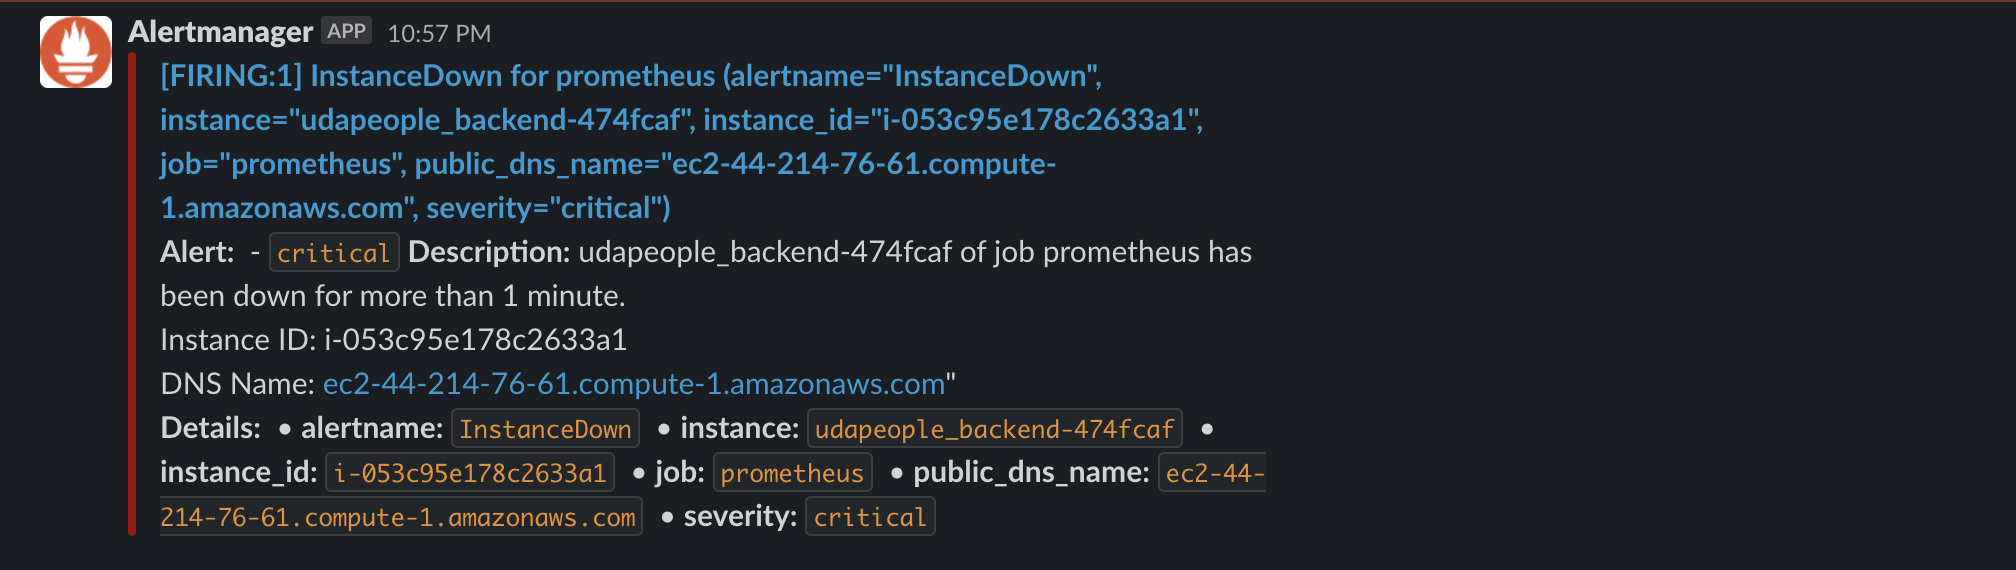 Alertmanager APP 10:57 PM
[FIRING:1] InstanceDown for prometheus (alertname="InstanceDown",
instance="udapeople_backend-474fcaf", instance_id="i-053c95e178c2633a1",
job="prometheus", public_dns_name="ec2-44-214-76-61.compute-
1.amazonaws.com", severity="critical")
Alert: - critical Description: udapeople_backend-474fcaf of job prometheus has
been down for more than 1 minute.
Instance ID: i-053c95e178c2633a1
DNS Name: ec2-44-214-76-61.compute-1.amazonaws.com"
Details: • alertname: InstanceDown • instance: udapeople_backend-474fcaf •
instance_id: i-053c95e178c2633a1 • job: prometheus • public_dns_name: ec2-44-
214-76-61.compute-1.amazonaws.com • severity: critical